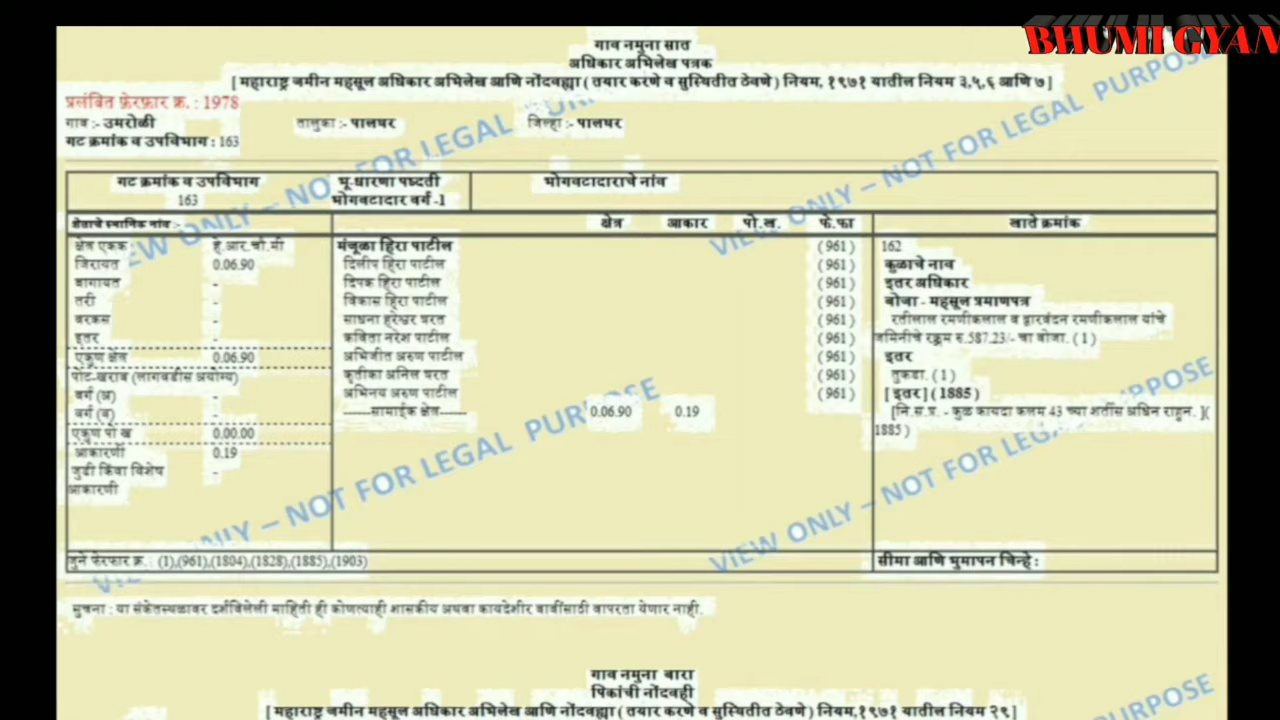 BHUMI GYAN
गाव नमुना सात
अधिकार अभिलेख पत्रक
[ महाराष्ट्र जमीन महसूल अधिकार अभिलेख आणि नोंदवह्या ( तयार करणे व सुस्थितीत ठेवणे ) नियम, १९७१ यातील नियम ३,५,६ आणि ७ ]
प्रलंबित फ़ेरफ़ार क्र. : 1978
गाव :- उमरोळी तालुका :- पालघर जिल्हा :- पालघर
गट क्रमांक व उपविभाग : 163
गट क्रमांक व उपविभाग भू-धारणा पध्दती भोगवटादाराचे नांव
163 भोगवटादार वर्ग -1
शेताचे स्थानिक नांव :- क्षेत्र आकार पो.ख. फे.फा खाते क्रमांक
क्षेत्र एकक हे.आर.चौ.मी मंजूळा हिरा पाटील (961) 162
जिरायत 0.06.90 दिलीप हिरा पाटील (961) कुळाचे नाव
बागायत - दिपक हिरा पाटील (961) इतर अधिकार
तरी - विकास हिरा पाटील (961) बोजा - महसूल प्रमाणपत्र
वरकस - साधना हरेश्वर घरत (961) रतीलाल रमणीकलाल व द्वारवंदन रमणीकलाल यांचे
इतर - कविता नरेश पाटील (961) जमिनीचे रक्कम रु.587.23/- चा बोजा. (1)
एकुण क्षेत्र 0.06.90 अभिजीत अरुण पाटील (961) इतर
पोट-खराब (लागवडीस अयोग्य) कृतीका अनिल घरत (961) तुकडा. (1)
वर्ग (अ) - अभिनय अरुण पाटील (961) [ इतर ] (1885)
वर्ग (ब) - -------सामाईक क्षेत्र------- 0.06.90 0.19 [नि.स.प्र. - कुळ कायदा कलम 43 च्या शर्तीस अधिन राहुन. ](
एकुण पो ख 0.00.00 1885 )
आकारणी 0.19
जुडी किंवा विशेष -
आकारणी
जुने फेरफार क्र. : (1),(961),(1804),(1828),(1885),(1903) सीमा आणि भुमापन चिन्हे :
सुचना : या संकेतस्थळावर दर्शविलेली माहिती ही कोणत्याही शासकीय अथवा कायदेशीर बाबींसाठी वापरता येणार नाही.
गाव नमुना बारा
पिकांची नोंदवही
[ महाराष्ट्र जमीन महसूल अधिकार अभिलेख आणि नोंदवह्या ( तयार करणे व सुस्थितीत ठेवणे ) नियम,१९७१ यातील नियम २९ ]
VIEW ONLY – NOT FOR LEGAL PURPOSE